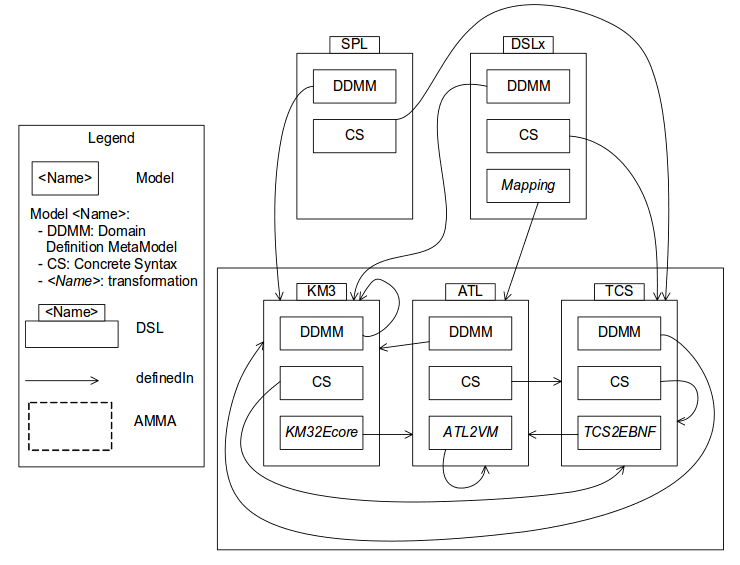 SPL
DDMM
CS
DSLx
DDMM
CS
Mapping
Legend
<Name>
Model
Model <Name>:
- DDMM: Domain
Definition MetaModel
- CS: Concrete Syntax
- <Name>: transformation
<Name>
DSL
definedIn
AMMA
KM3
DDMM
CS
KM32Ecore
ATL
DDMM
CS
ATL2VM
TCS
DDMM
CS
TCS2EBNF